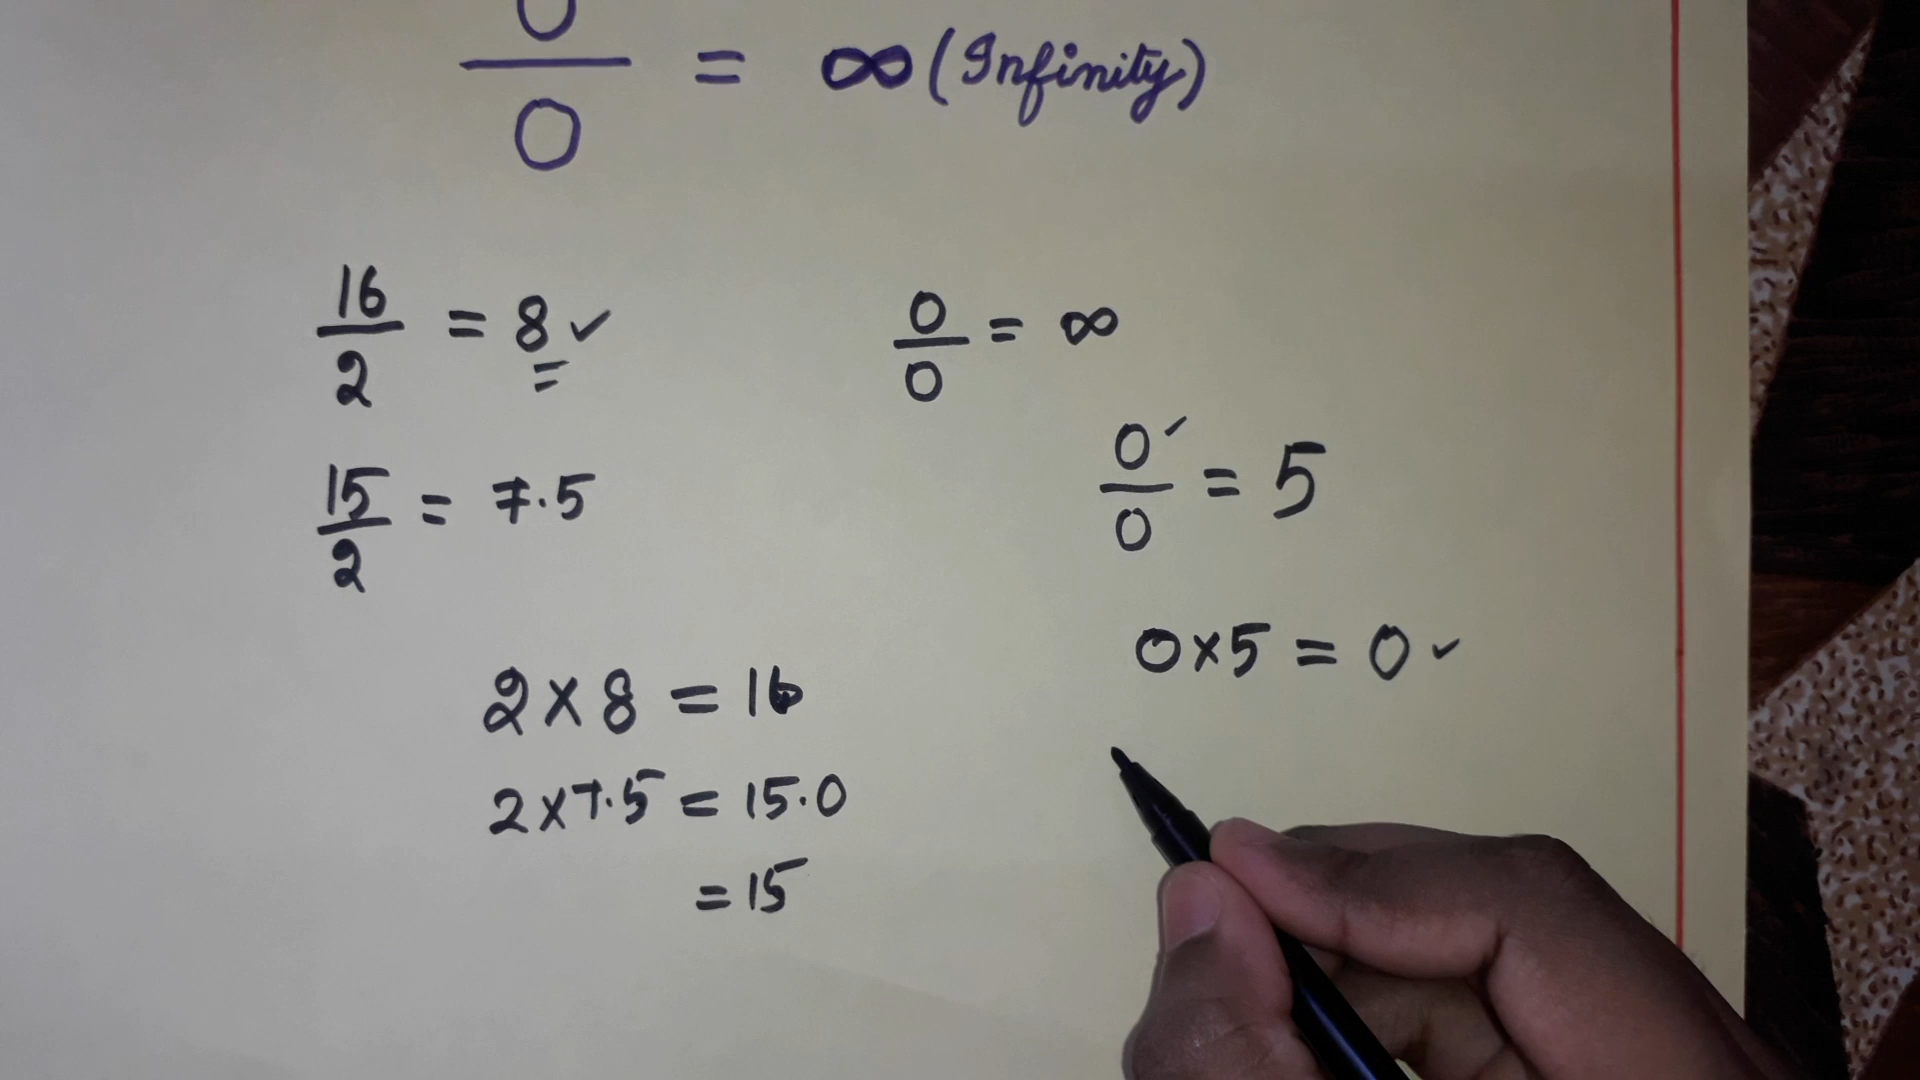 0/0 = ∞ (Infinity)
16/2 = 8 ✓
0/0 = ∞
15/2 = 7.5
0✓/0 = 5
0×5 = 0 ✓
2×8 = 16
2×7.5 = 15.0
= 15